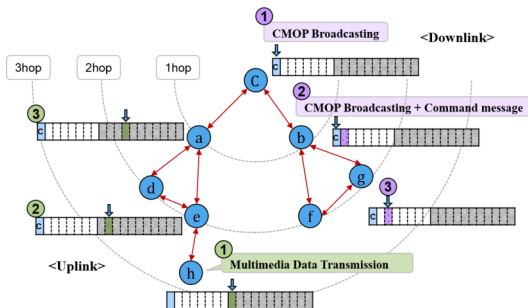 1
CMOP Broadcasting
<Downlink>
3hop
2hop
1hop
C
C
2
CMOP Broadcasting + Command message
3
C
a
b
C
d
g
3
C
e
f
2
C
<Uplink>
h
1
Multimedia Data Transmission